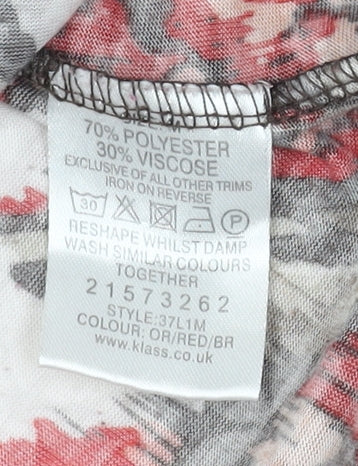 70% POLYESTER
30% VISCOSE
EXCLUSIVE OF ALL OTHER TRIMS
IRON ON REVERSE
30 P
RESHAPE WHILST DAMP
WASH SIMILAR COLOURS
TOGETHER
21573262
STYLE: 37L1M
COLOUR: OR/RED/BR
www.klass.co.uk